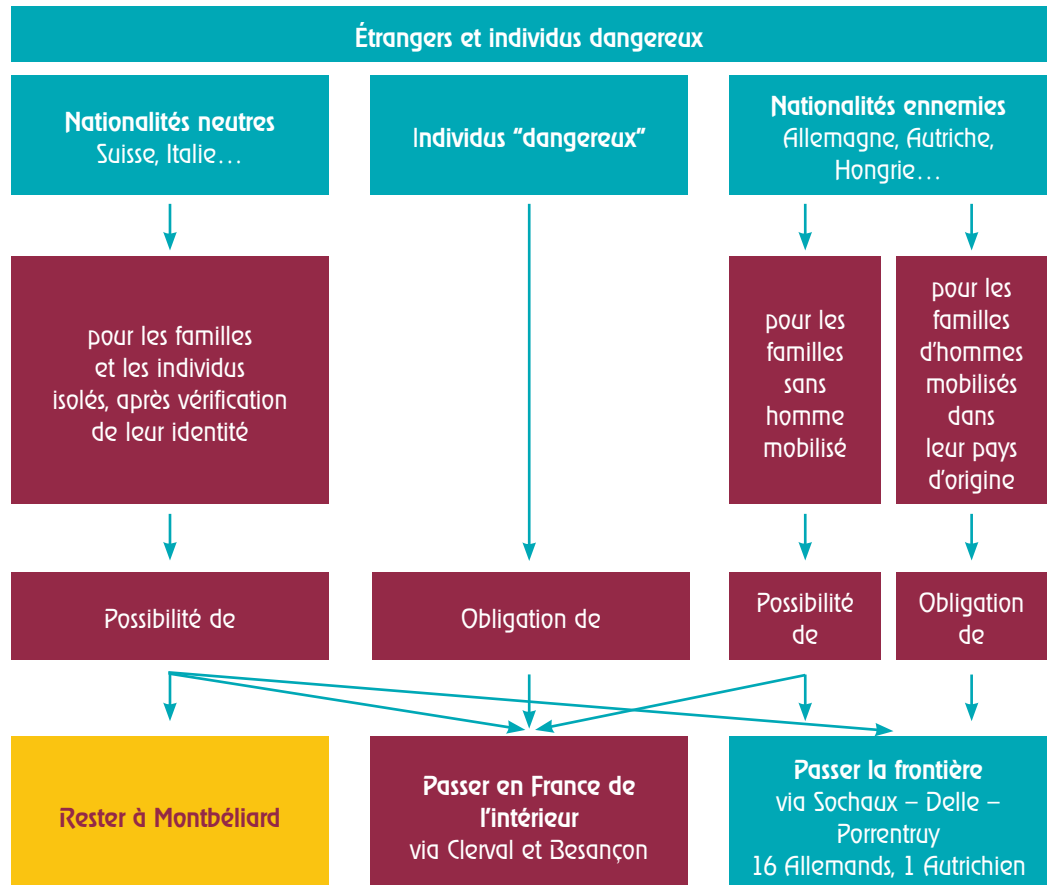 Étrangers et individus dangereux
Nationalités neutres
Suisse, Italie…
Individus “dangereux”
Nationalités ennemies
Allemagne, Autriche,
Hongrie…
pour les familles
et les individus
isolés, après vérification
de leur identité
pour les
familles
sans
homme
mobilisé
pour les
familles
d'hommes
mobilisés
dans
leur pays
d'origine
Possibilité de
Obligation de
Possibilité
de
Obligation
de
Rester à Montbéliard
Passer en France de
l'intérieur
via Clerval et Besançon
Passer la frontière
via Sochaux – Delle –
Porrentruy
16 Allemands, 1 Autrichien